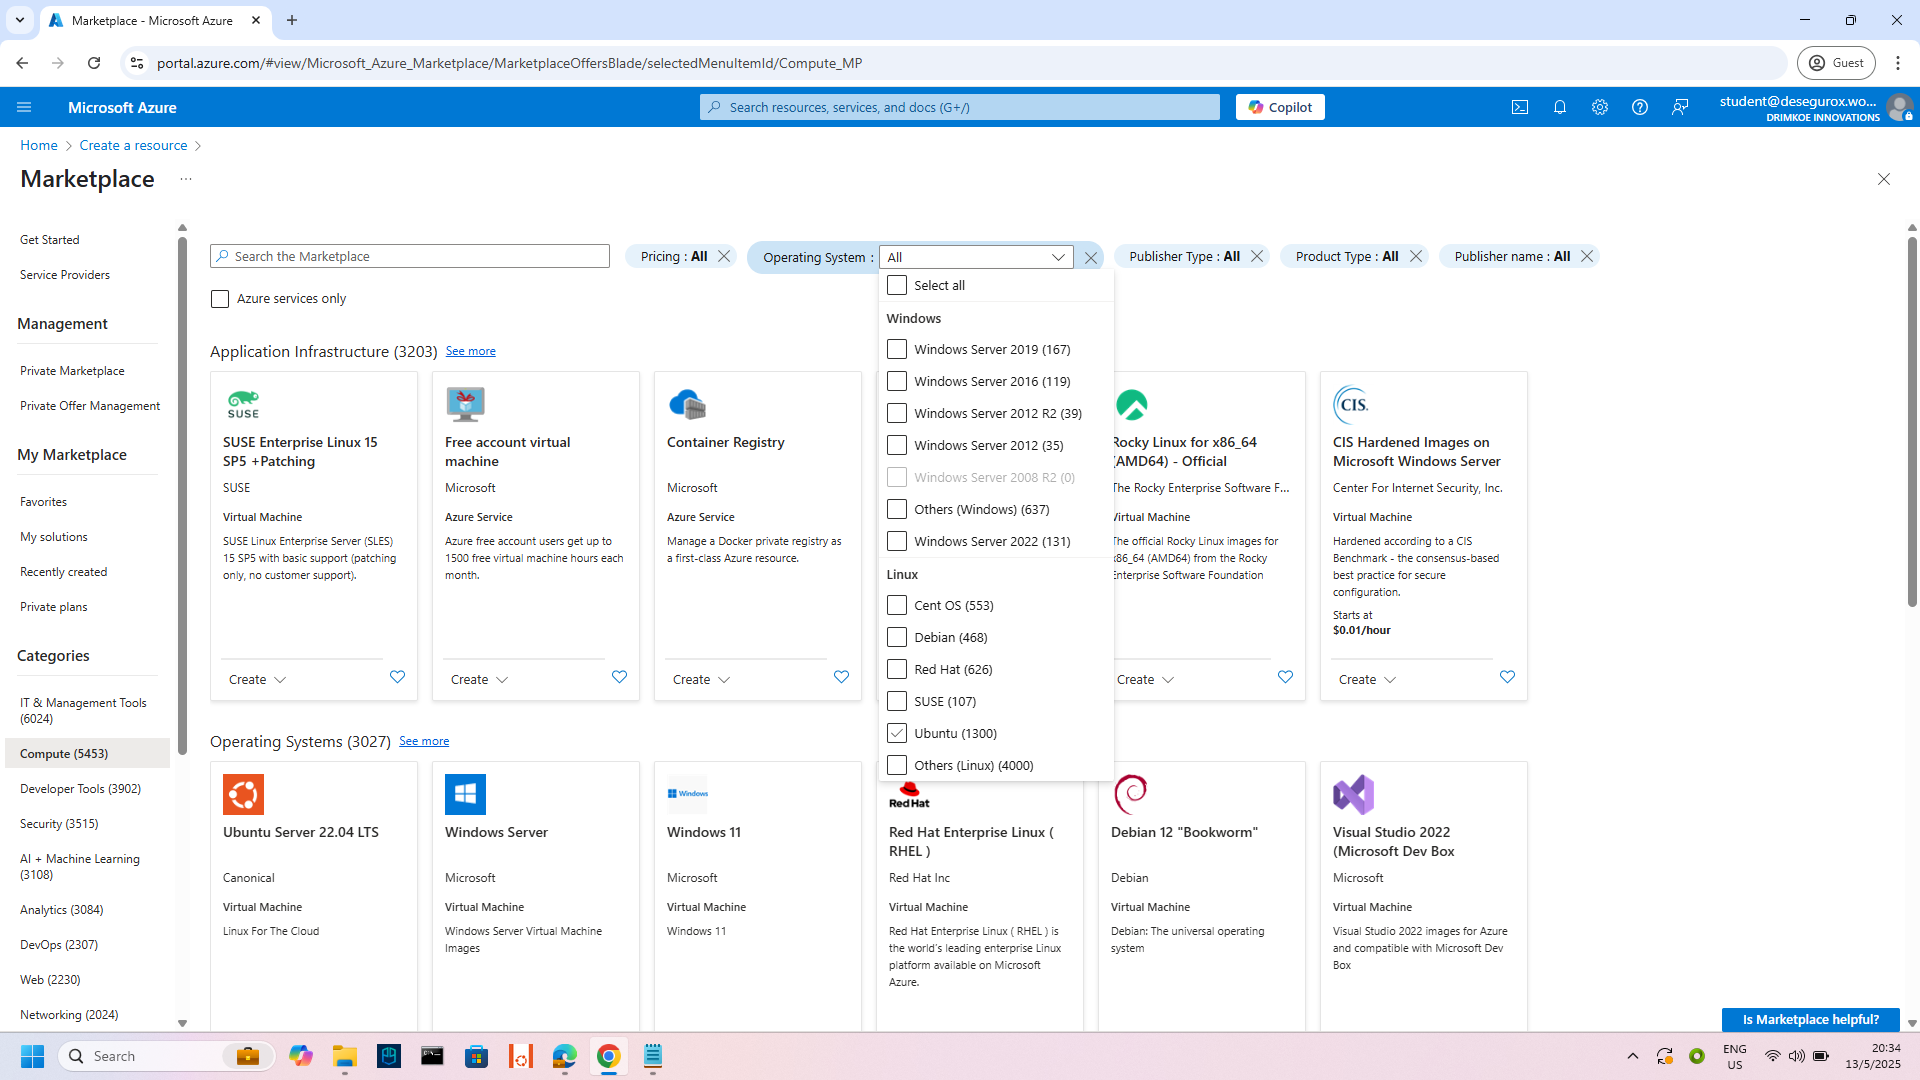 Marketplace - Microsoft Azure
portal.azure.com/#view/Microsoft_Azure_Marketplace/MarketplaceOffersBlade/selectedMenuItemId/Compute_MP
Guest
Microsoft Azure
Search resources, services, and docs (G+/)
Copilot
student@desegurox.wo...
DRIMKOE INNOVATIONS
Home
Create a resource
Marketplace
...
Get Started
Service Providers
Management
Private Marketplace
Private Offer Management
My Marketplace
Favorites
My solutions
Recently created
Private plans
Categories
IT & Management Tools
(6024)
Compute (5453)
Developer Tools (3902)
Security (3515)
AI + Machine Learning
(3108)
Analytics (3084)
DevOps (2307)
Web (2230)
Networking (2024)
Search the Marketplace
Pricing : All
Operating System :
All
Publisher Type : All
Product Type : All
Publisher name : All
Azure services only
Select all
Windows
Windows Server 2019 (167)
Windows Server 2016 (119)
Windows Server 2012 R2 (39)
Windows Server 2012 (35)
Windows Server 2008 R2 (0)
Others (Windows) (637)
Windows Server 2022 (131)
Linux
Cent OS (553)
Debian (468)
Red Hat (626)
SUSE (107)
Ubuntu (1300)
Others (Linux) (4000)
Application Infrastructure (3203)
See more
SUSE
SUSE Enterprise Linux 15
SP5 +Patching
SUSE
Virtual Machine
SUSE Linux Enterprise Server (SLES)
15 SP5 with basic support (patching
only, no customer support).
Create
Free account virtual
machine
Microsoft
Azure Service
Azure free account users get up to
1500 free virtual machine hours each
month.
Create
Container Registry
Microsoft
Azure Service
Manage a Docker private registry as
a first-class Azure resource.
Create
Rocky Linux for x86_64
(AMD64) - Official
The Rocky Enterprise Software F...
Virtual Machine
The official Rocky Linux images for
x86_64 (AMD64) from the Rocky
Enterprise Software Foundation
Create
CIS.
CIS Hardened Images on
Microsoft Windows Server
Center For Internet Security, Inc.
Virtual Machine
Hardened according to a CIS
Benchmark - the consensus-based
best practice for secure
configuration.
Starts at
$0.01/hour
Create
Operating Systems (3027)
See more
Ubuntu Server 22.04 LTS
Canonical
Virtual Machine
Linux For The Cloud
Windows Server
Microsoft
Virtual Machine
Windows Server Virtual Machine
Images
Windows
Windows 11
Microsoft
Virtual Machine
Windows 11
Red Hat
Red Hat Enterprise Linux (
RHEL )
Red Hat Inc
Virtual Machine
Red Hat Enterprise Linux ( RHEL ) is
the world's leading enterprise Linux
platform available on Microsoft
Azure.
Debian 12 "Bookworm"
Debian
Virtual Machine
Debian: The universal operating
system
Visual Studio 2022
(Microsoft Dev Box
Microsoft
Virtual Machine
Visual Studio 2022 images for Azure
and compatible with Microsoft Dev
Box
Is Marketplace helpful?
Search
ENG
US
20:34
13/5/2025